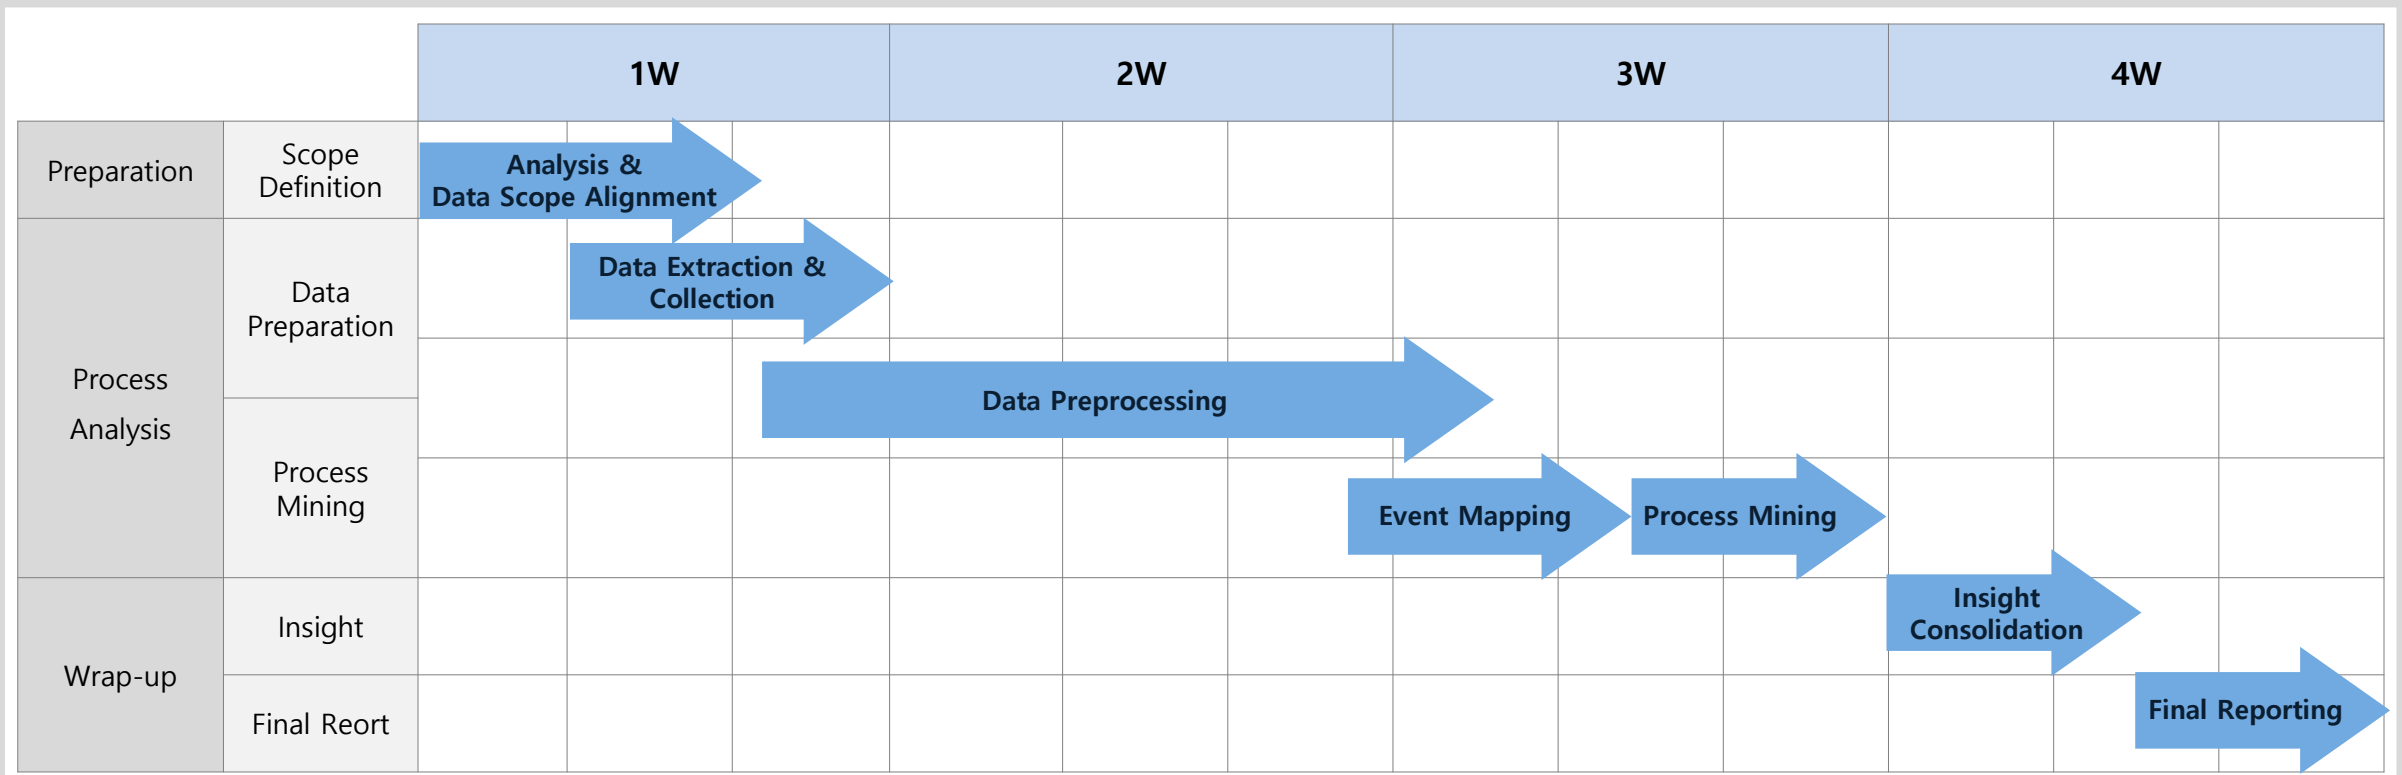 1W
2W
3W
4W
Preparation
Scope
Definition
Analysis &
Data Scope Alignment
Process
Analysis
Data
Preparation
Data Extraction &
Collection
Data Preprocessing
Process
Mining
Event Mapping
Process Mining
Wrap-up
Insight
Insight
Consolidation
Final Reort
Final Reporting